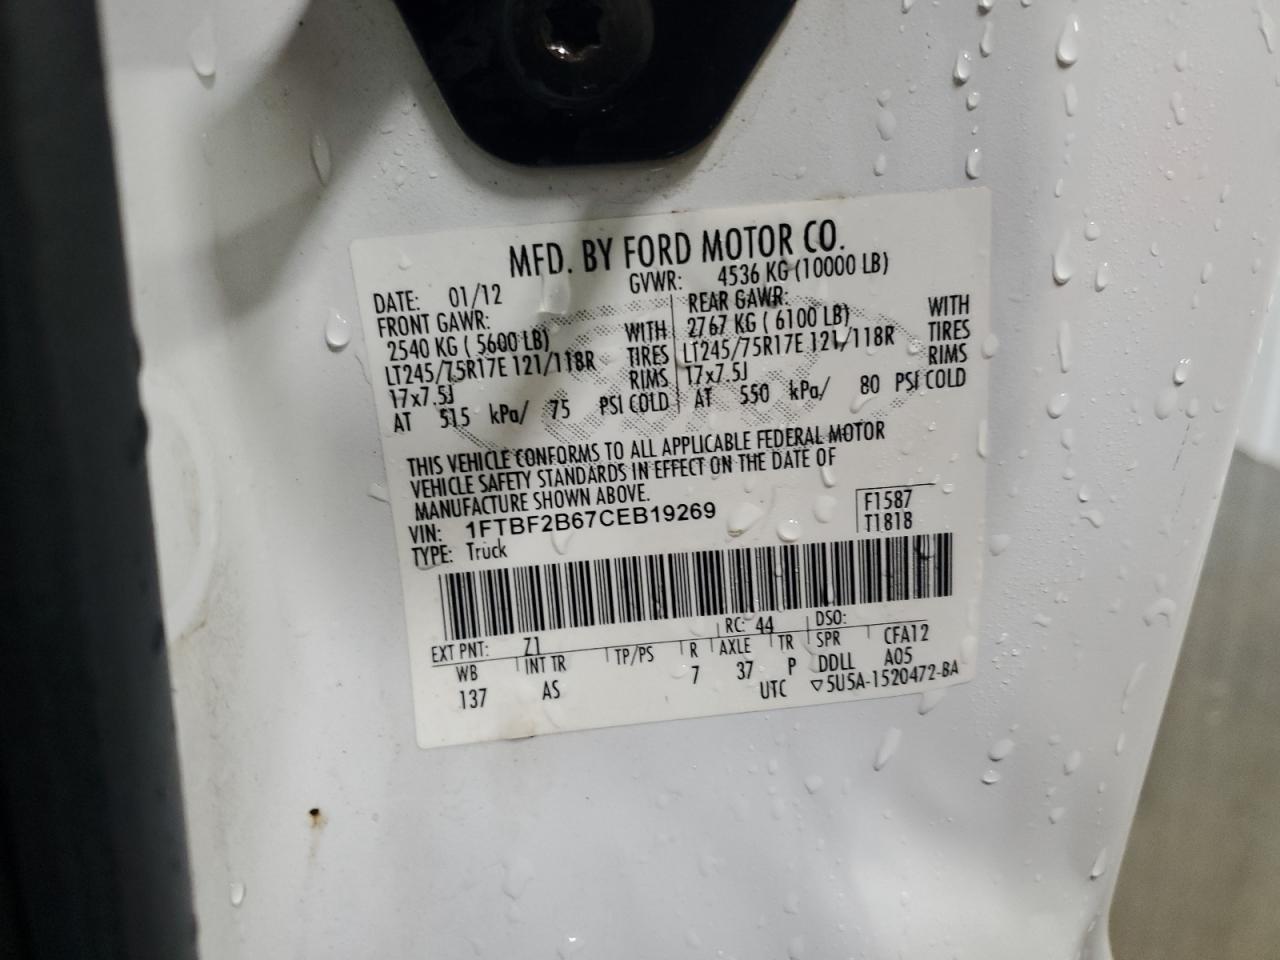 MFD. BY FORD MOTOR CO.
DATE: 01/12 GVWR: 4536 KG (10000 LB)
FRONT GAWR: REAR GAWR:
2540 KG ( 5600 LB) WITH 2767 KG ( 6100 LB) WITH
LT245/75R17E 121/118R TIRES LT245/75R17E 121/118R TIRES
17x7.5J RIMS 17x7.5J RIMS
AT 515 kPa/ 75 PSI COLD AT 550 kPa/ 80 PSI COLD
THIS VEHICLE CONFORMS TO ALL APPLICABLE FEDERAL MOTOR
VEHICLE SAFETY STANDARDS IN EFFECT ON THE DATE OF
MANUFACTURE SHOWN ABOVE.
VIN: 1FTBF2B67CEB19269 F1587
TYPE: Truck T1818
EXT PNT: Z1 RC: 44 DSO:
WB INT TR TP/PS R AXLE TR SPR CFA12
137 AS 7 37 P DDLL A05
UTC ▽5U5A-1520472-BA